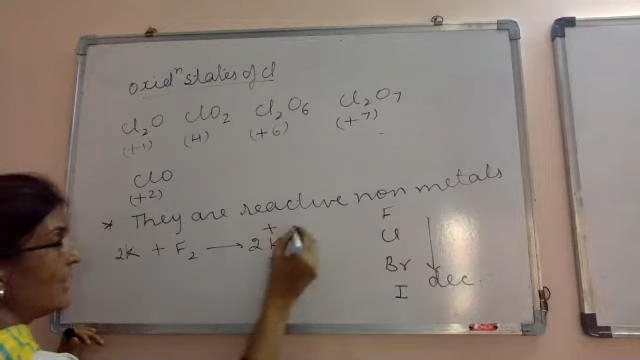 oxidⁿ states of Cl
Cl₂O ClO₂ Cl₂O₆ Cl₂O₇
(+1) (4) (+6) (+7)
ClO
(+2)
* They are reactive non metals
2K + F₂ → 2K⁺
F
Cl
Br
I
dec.